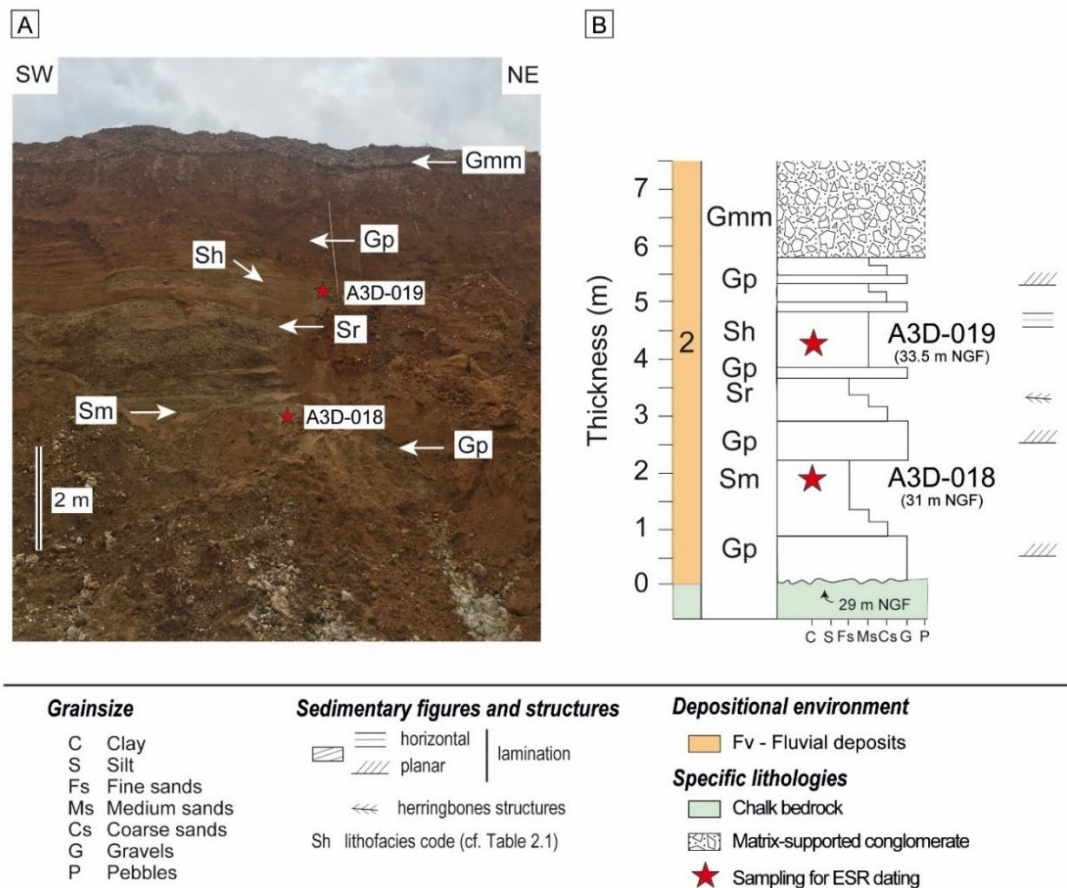 A
SW
NE
Gmm
Gp
Sh
A3D-019
Sr
Sm
A3D-018
Gp
2 m
B
Thickness (m)
7
6
5
4
3
2
1
0
2
Gmm
Gp
Sh
Gp
Sr
Gp
Sm
Gp
A3D-019
(33.5 m NGF)
A3D-018
(31 m NGF)
29 m NGF
C S Fs Ms Cs G P
Grainsize
C Clay
S Silt
Fs Fine sands
Ms Medium sands
Cs Coarse sands
G Gravels
P Pebbles
Sedimentary figures and structures
horizontal
planar
lamination
herringbones structures
Sh lithofacies code (cf. Table 2.1)
Depositional environment
Fv - Fluvial deposits
Specific lithologies
Chalk bedrock
Matrix-supported conglomerate
Sampling for ESR dating